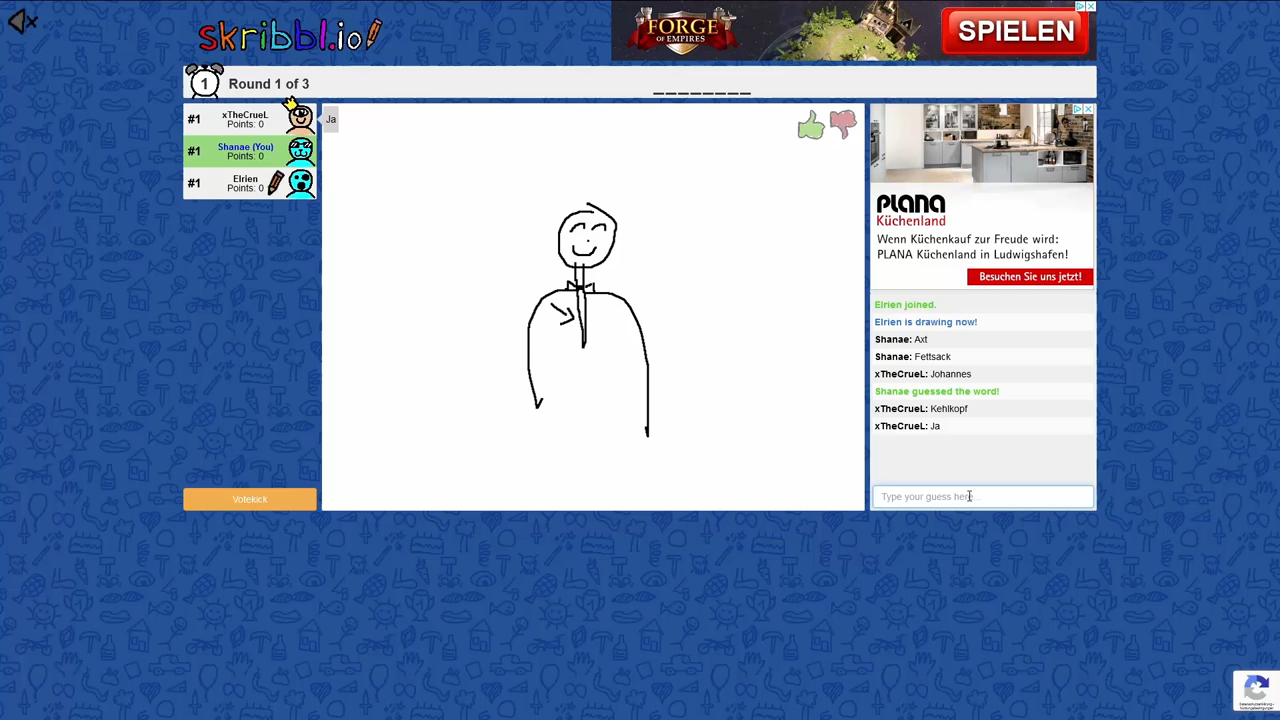 skribbl.io
FORGE
OF EMPIRES
SPIELEN
1
Round 1 of 3
________
#1
xTheCrueL
Points: 0
#1
Shanae (You)
Points: 0
#1
Elrien
Points: 0
Ja
PLANA
Küchenland
Wenn Küchenkauf zur Freude wird:
PLANA Küchenland in Ludwigshafen!
Besuchen Sie uns jetzt!
Elrien joined.
Elrien is drawing now!
Shanae: Axt
Shanae: Fettsack
xTheCrueL: Johannes
Shanae guessed the word!
xTheCrueL: Kehlkopf
xTheCrueL: Ja
Type your guess here...
Votekick